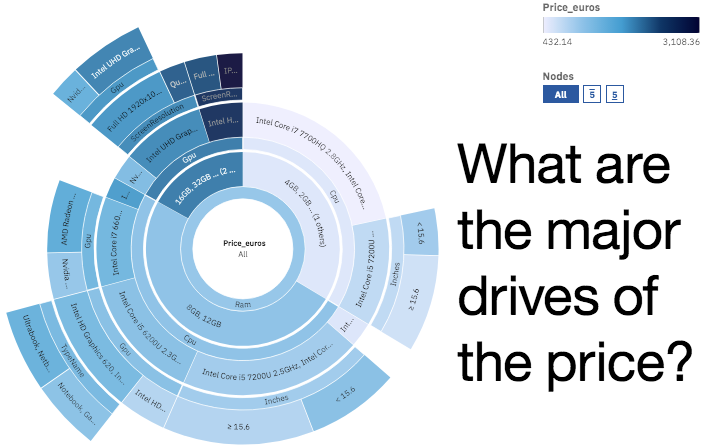 Price_euros
432.14
3,108.36
Nodes
All
5
5
What are
the major
drives of
the price?
Price_euros
All
Ram
4GB, 2GB ... (1 others)
8GB, 12GB
16GB, 32GB ... (2 ...
Cpu
Intel Core i7 7700HQ 2.8GHz, Intel Core...
Intel Core i5 7200U ...
Int...
Inches
< 15.6
≥ 15.6
Cpu
Intel Core i5 7200U 2.5GHz, Intel Cor...
Inches
< 15.6
≥ 15.6
Intel Core i5 6200U 2.3G...
Gpu
Intel HD...
Intel HD Graphics 620, In...
TypeName
Notebook, Ga...
Ultrabook, Netb...
Intel Core i7 660...
Gpu
Nvidia ...
AMD Radeon ...
I...
Gpu
Nv...
Intel UHD Grap...
Intel H...
ScreenResolution
Full HD 1920x10...
Qu...
Gpu
Nvid...
Intel UHD Gra...
ScreenR...
Full ...
IP...